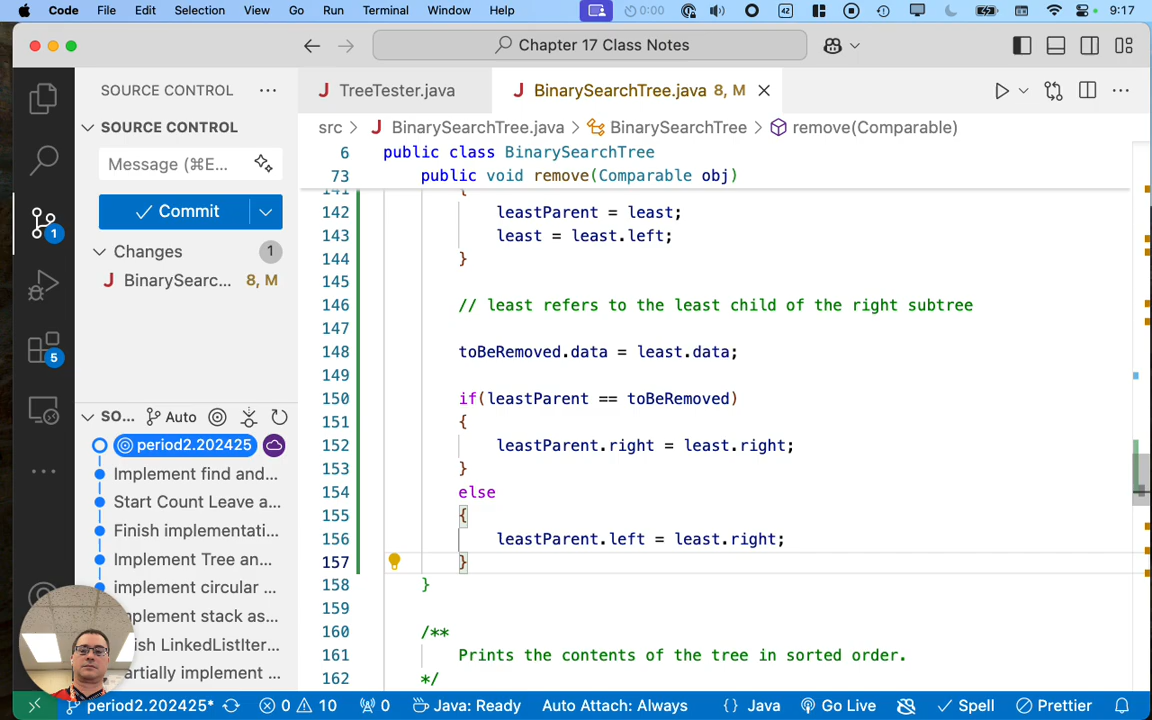 Code File Edit Selection View Go Run Terminal Window Help 0:00 42 9:17
Chapter 17 Class Notes
SOURCE CONTROL
TreeTester.java
BinarySearchTree.java 8, M
SOURCE CONTROL
src > BinarySearchTree.java > BinarySearchTree > remove(Comparable)
Message (⌘E...
6 public class BinarySearchTree
73 public void remove(Comparable obj)
Commit
1
Changes 1
BinarySearc... 8, M
5
141 {
142 leastParent = least;
143 least = least.left;
144 }
145
146 // least refers to the least child of the right subtree
147
148 toBeRemoved.data = least.data;
149
150 if(leastParent == toBeRemoved)
151 {
152 leastParent.right = least.right;
153 }
154 else
155 {
156 leastParent.left = least.right;
157 }
158 }
159
160 /**
161 Prints the contents of the tree in sorted order.
162 */
SO... Auto
period2.202425
Implement find and...
Start Count Leave a...
Finish implementati...
Implement Tree an...
implement circular ...
plement stack as...
ish LinkedListIter...
artially implement ...
period2.202425* 0 10 0 Java: Ready Auto Attach: Always {} Java Go Live Spell Prettier